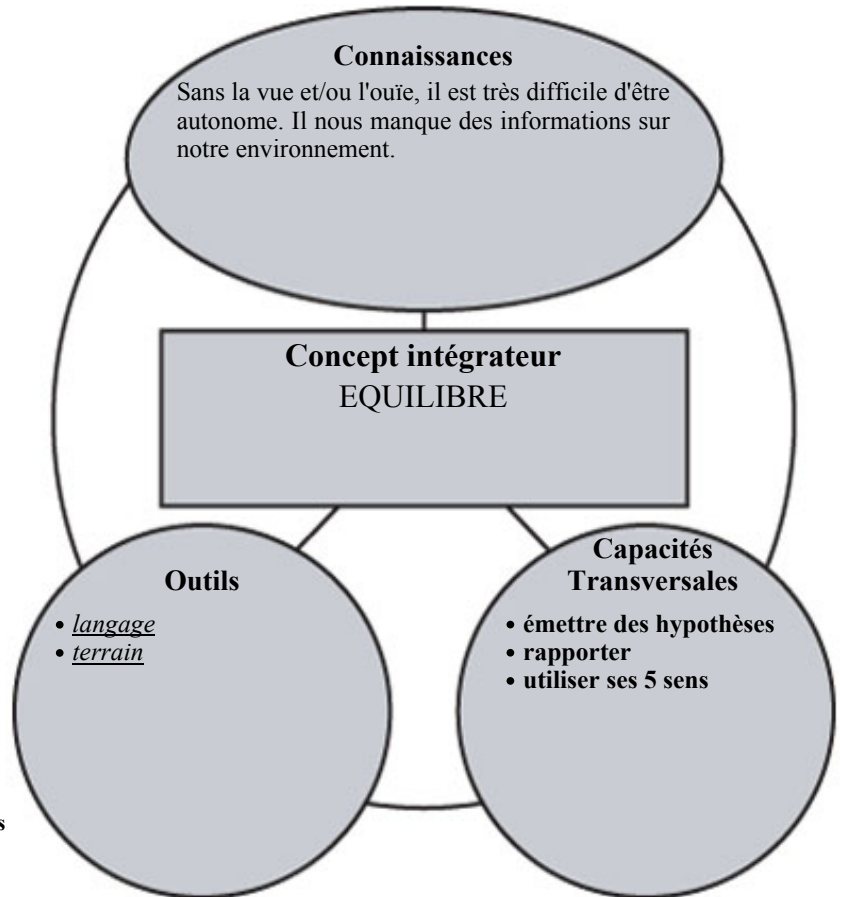 Connaissances
Sans la vue et/ou l'ouïe, il est très difficile d'être
autonome. Il nous manque des informations sur
notre environnement.
Concept intégrateur
EQUILIBRE
Outils
• langage
• terrain
Capacités
Transversales
• émettre des hypothèses
• rapporter
• utiliser ses 5 sens
s